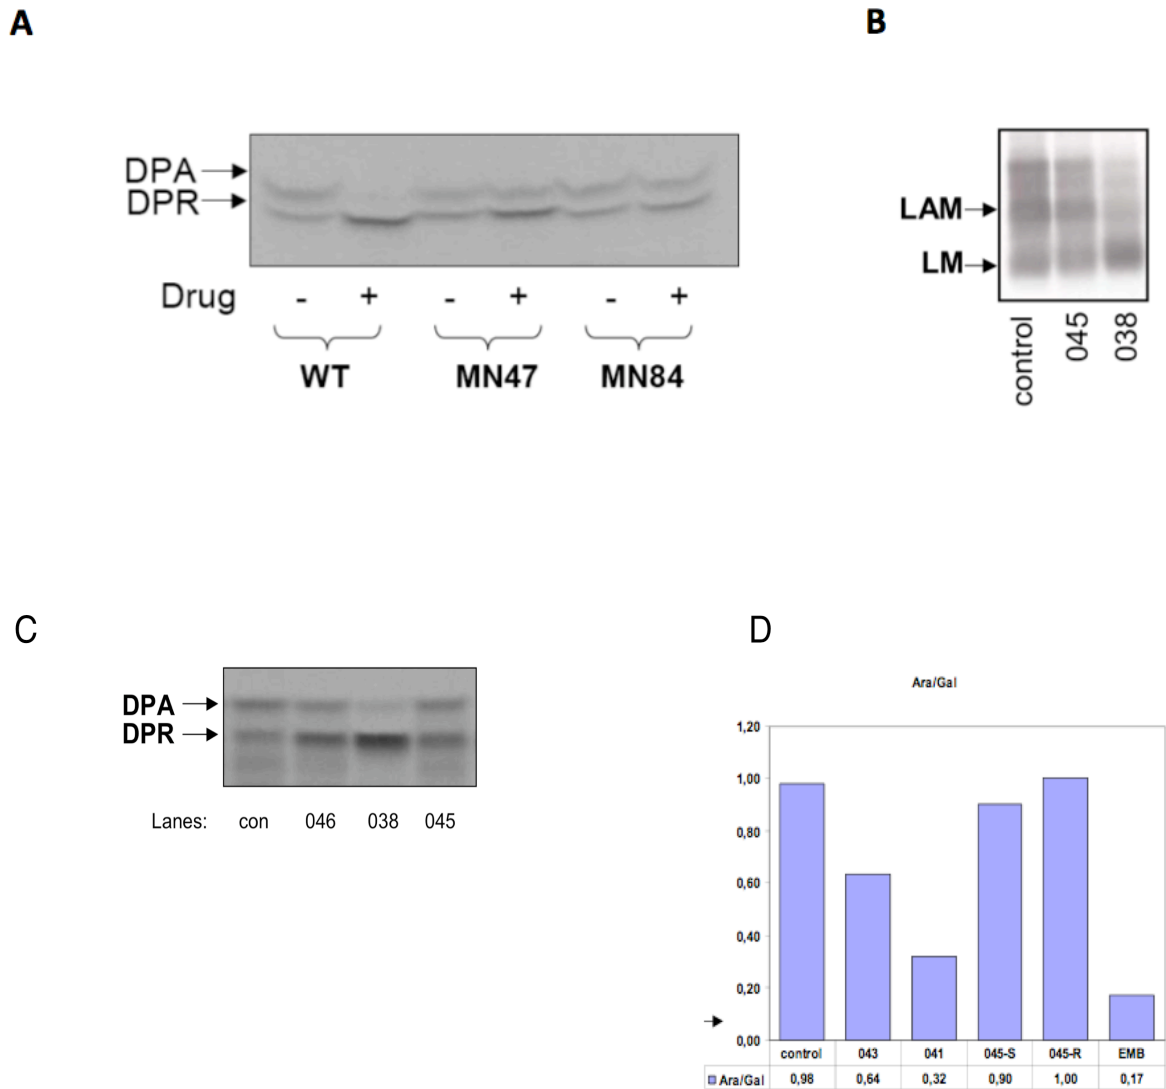 A
DPA
DPR
Drug - + - + - +
WT MN47 MN84
B
LAM
LM
control 045 038
C
DPA
DPR
Lanes: con 046 038 045
D
Ara/Gal
1,20
1,00
0,80
0,60
0,40
0,20
0,00
control 043 041 045-S 045-R EMB
Ara/Gal 0,98 0,64 0,32 0,90 1,00 0,17